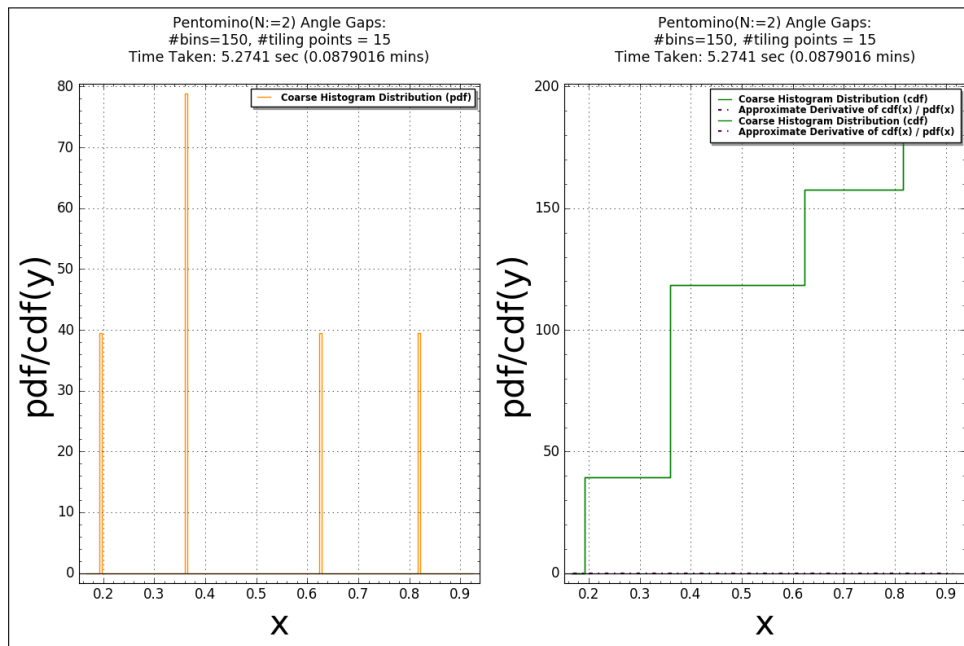 Pentomino(N:=2) Angle Gaps:
#bins=150, #tiling points = 15
Time Taken: 5.2741 sec (0.0879016 mins)
80
70
60
50
40
30
20
10
0
pdf/cdf(y)
Coarse Histogram Distribution (pdf)
0.2 0.3 0.4 0.5 0.6 0.7 0.8 0.9
x
Pentomino(N:=2) Angle Gaps:
#bins=150, #tiling points = 15
Time Taken: 5.2741 sec (0.0879016 mins)
200
150
100
50
0
pdf/cdf(y)
Coarse Histogram Distribution (cdf)
Approximate Derivative of cdf(x) / pdf(x)
Coarse Histogram Distribution (cdf)
Approximate Derivative of cdf(x) / pdf(x)
0.2 0.3 0.4 0.5 0.6 0.7 0.8 0.9
x